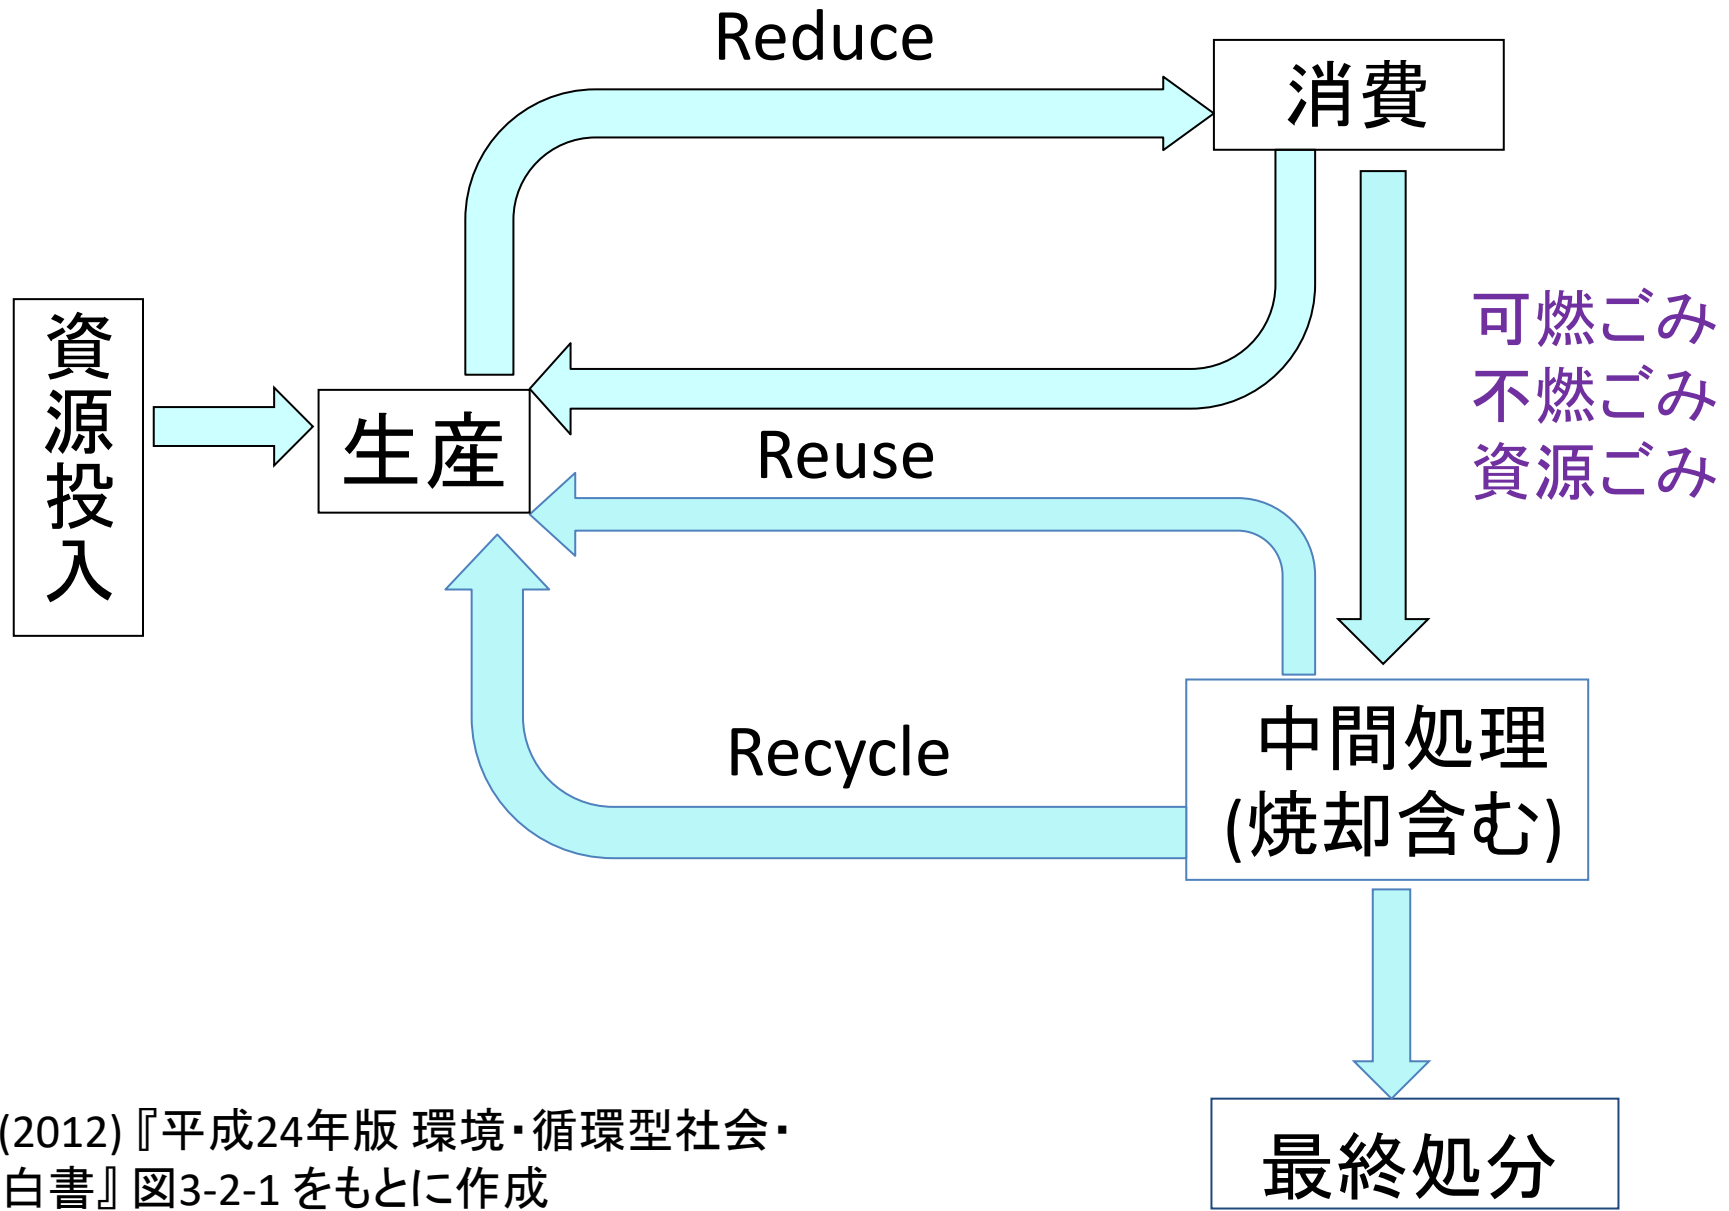 Reduce
消費
資源投入
生産
可燃ごみ
不燃ごみ
資源ごみ
Reuse
Recycle
中間処理
(焼却含む)
最終処分
(2012)『平成24年版 環境・循環型社会・
白書』図3-2-1 をもとに作成